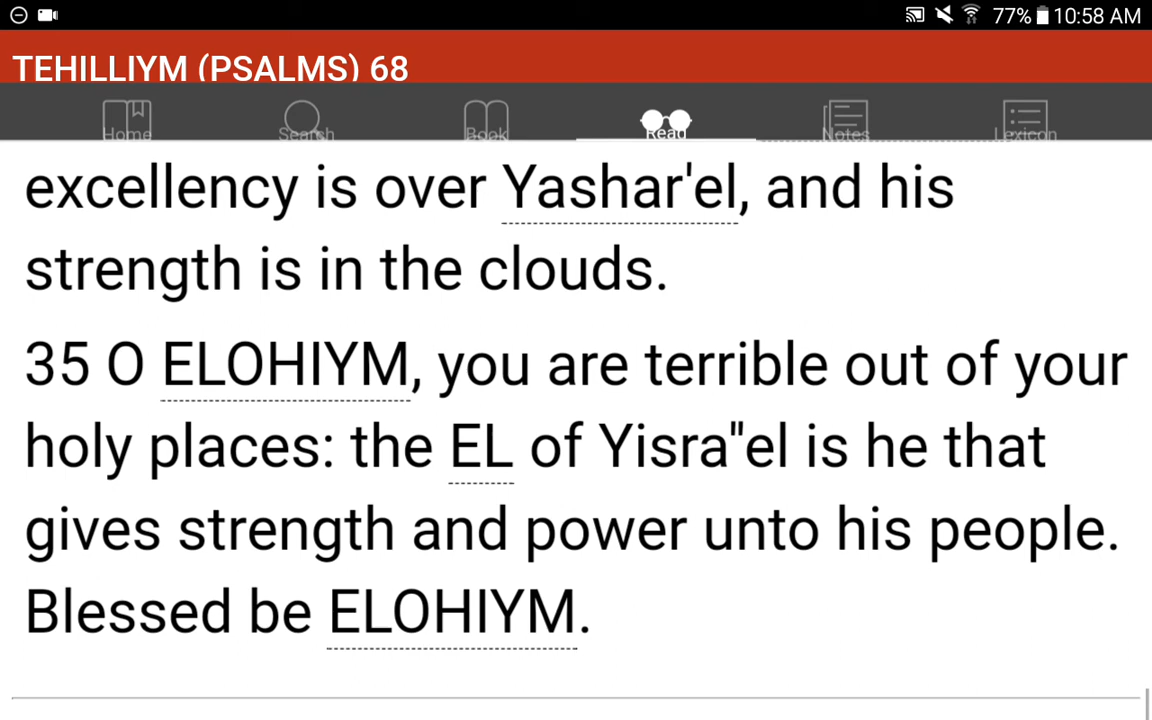 77% 10:58 AM
TEHILLIYM (PSALMS) 68
Home Search Book Read Notes Lexicon
excellency is over Yashar'el, and his
strength is in the clouds.
35 O ELOHIYM, you are terrible out of your
holy places: the EL of Yisra"el is he that
gives strength and power unto his people.
Blessed be ELOHIYM.